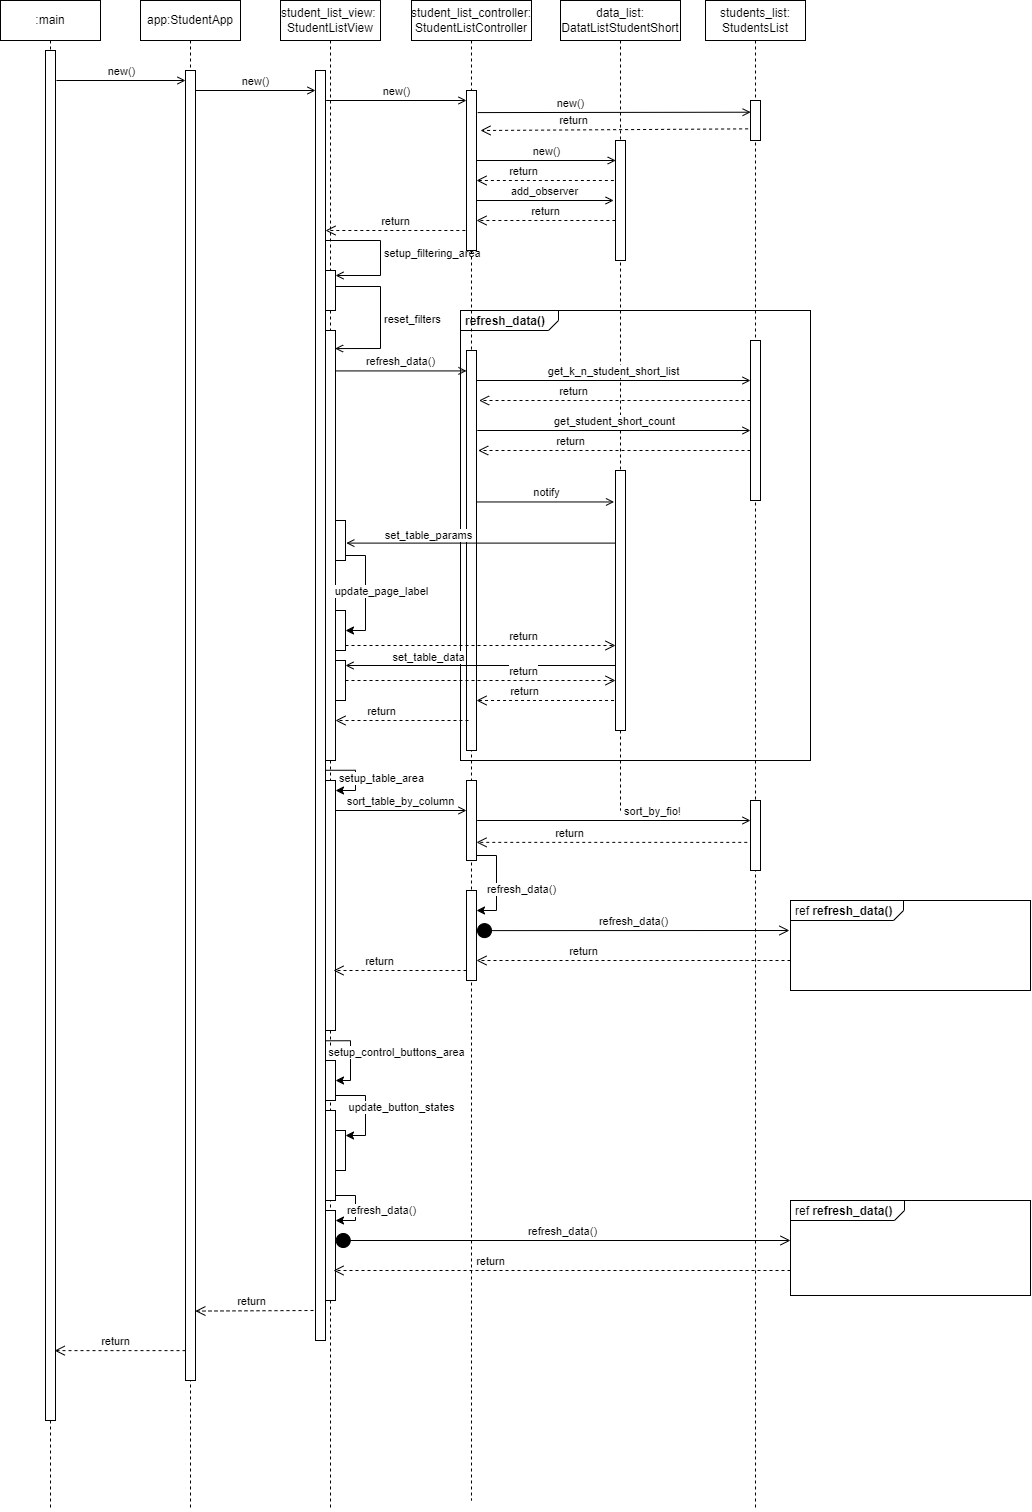 :main
app:StudentApp
student_list_view:
StudentListView
student_list_controller:
StudentListController
data_list:
DatatListStudentShort
students_list:
StudentsList
new()
new()
new()
new()
return
new()
return
add_observer
return
return
setup_filtering_area
reset_filters
refresh_data()
refresh_data()
get_k_n_student_short_list
return
get_student_short_count
return
notify
set_table_params
update_page_label
return
set_table_data
return
return
return
setup_table_area
sort_table_by_column
sort_by_fio!
return
refresh_data()
ref refresh_data()
refresh_data()
return
return
setup_control_buttons_area
update_button_states
refresh_data()
ref refresh_data()
refresh_data()
return
return
return